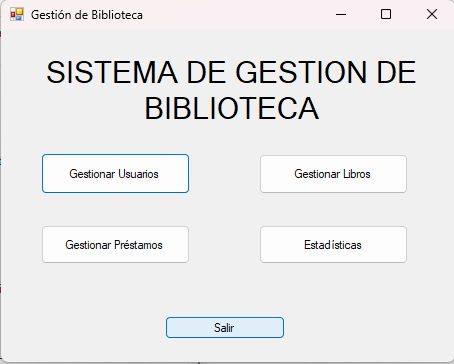 Gestión de Biblioteca
SISTEMA DE GESTION DE
BIBLIOTECA
Gestionar Usuarios
Gestionar Libros
Gestionar Préstamos
Estadísticas
Salir